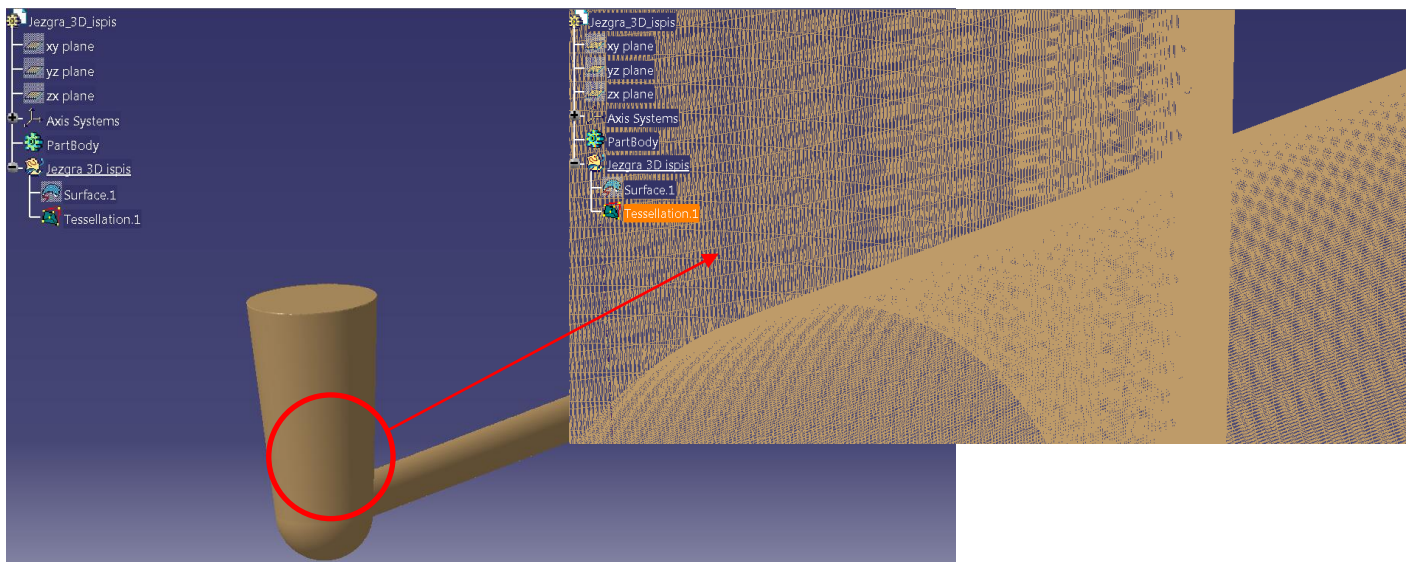 Jezgra_3D_ispis
xy plane
yz plane
zx plane
Axis Systems
PartBody
Jezgra 3D ispis
Surface.1
Tessellation.1
Jezgra_3D_ispis
xy plane
yz plane
zx plane
Axis Systems
PartBody
Jezgra 3D ispis
Surface.1
Tessellation.1